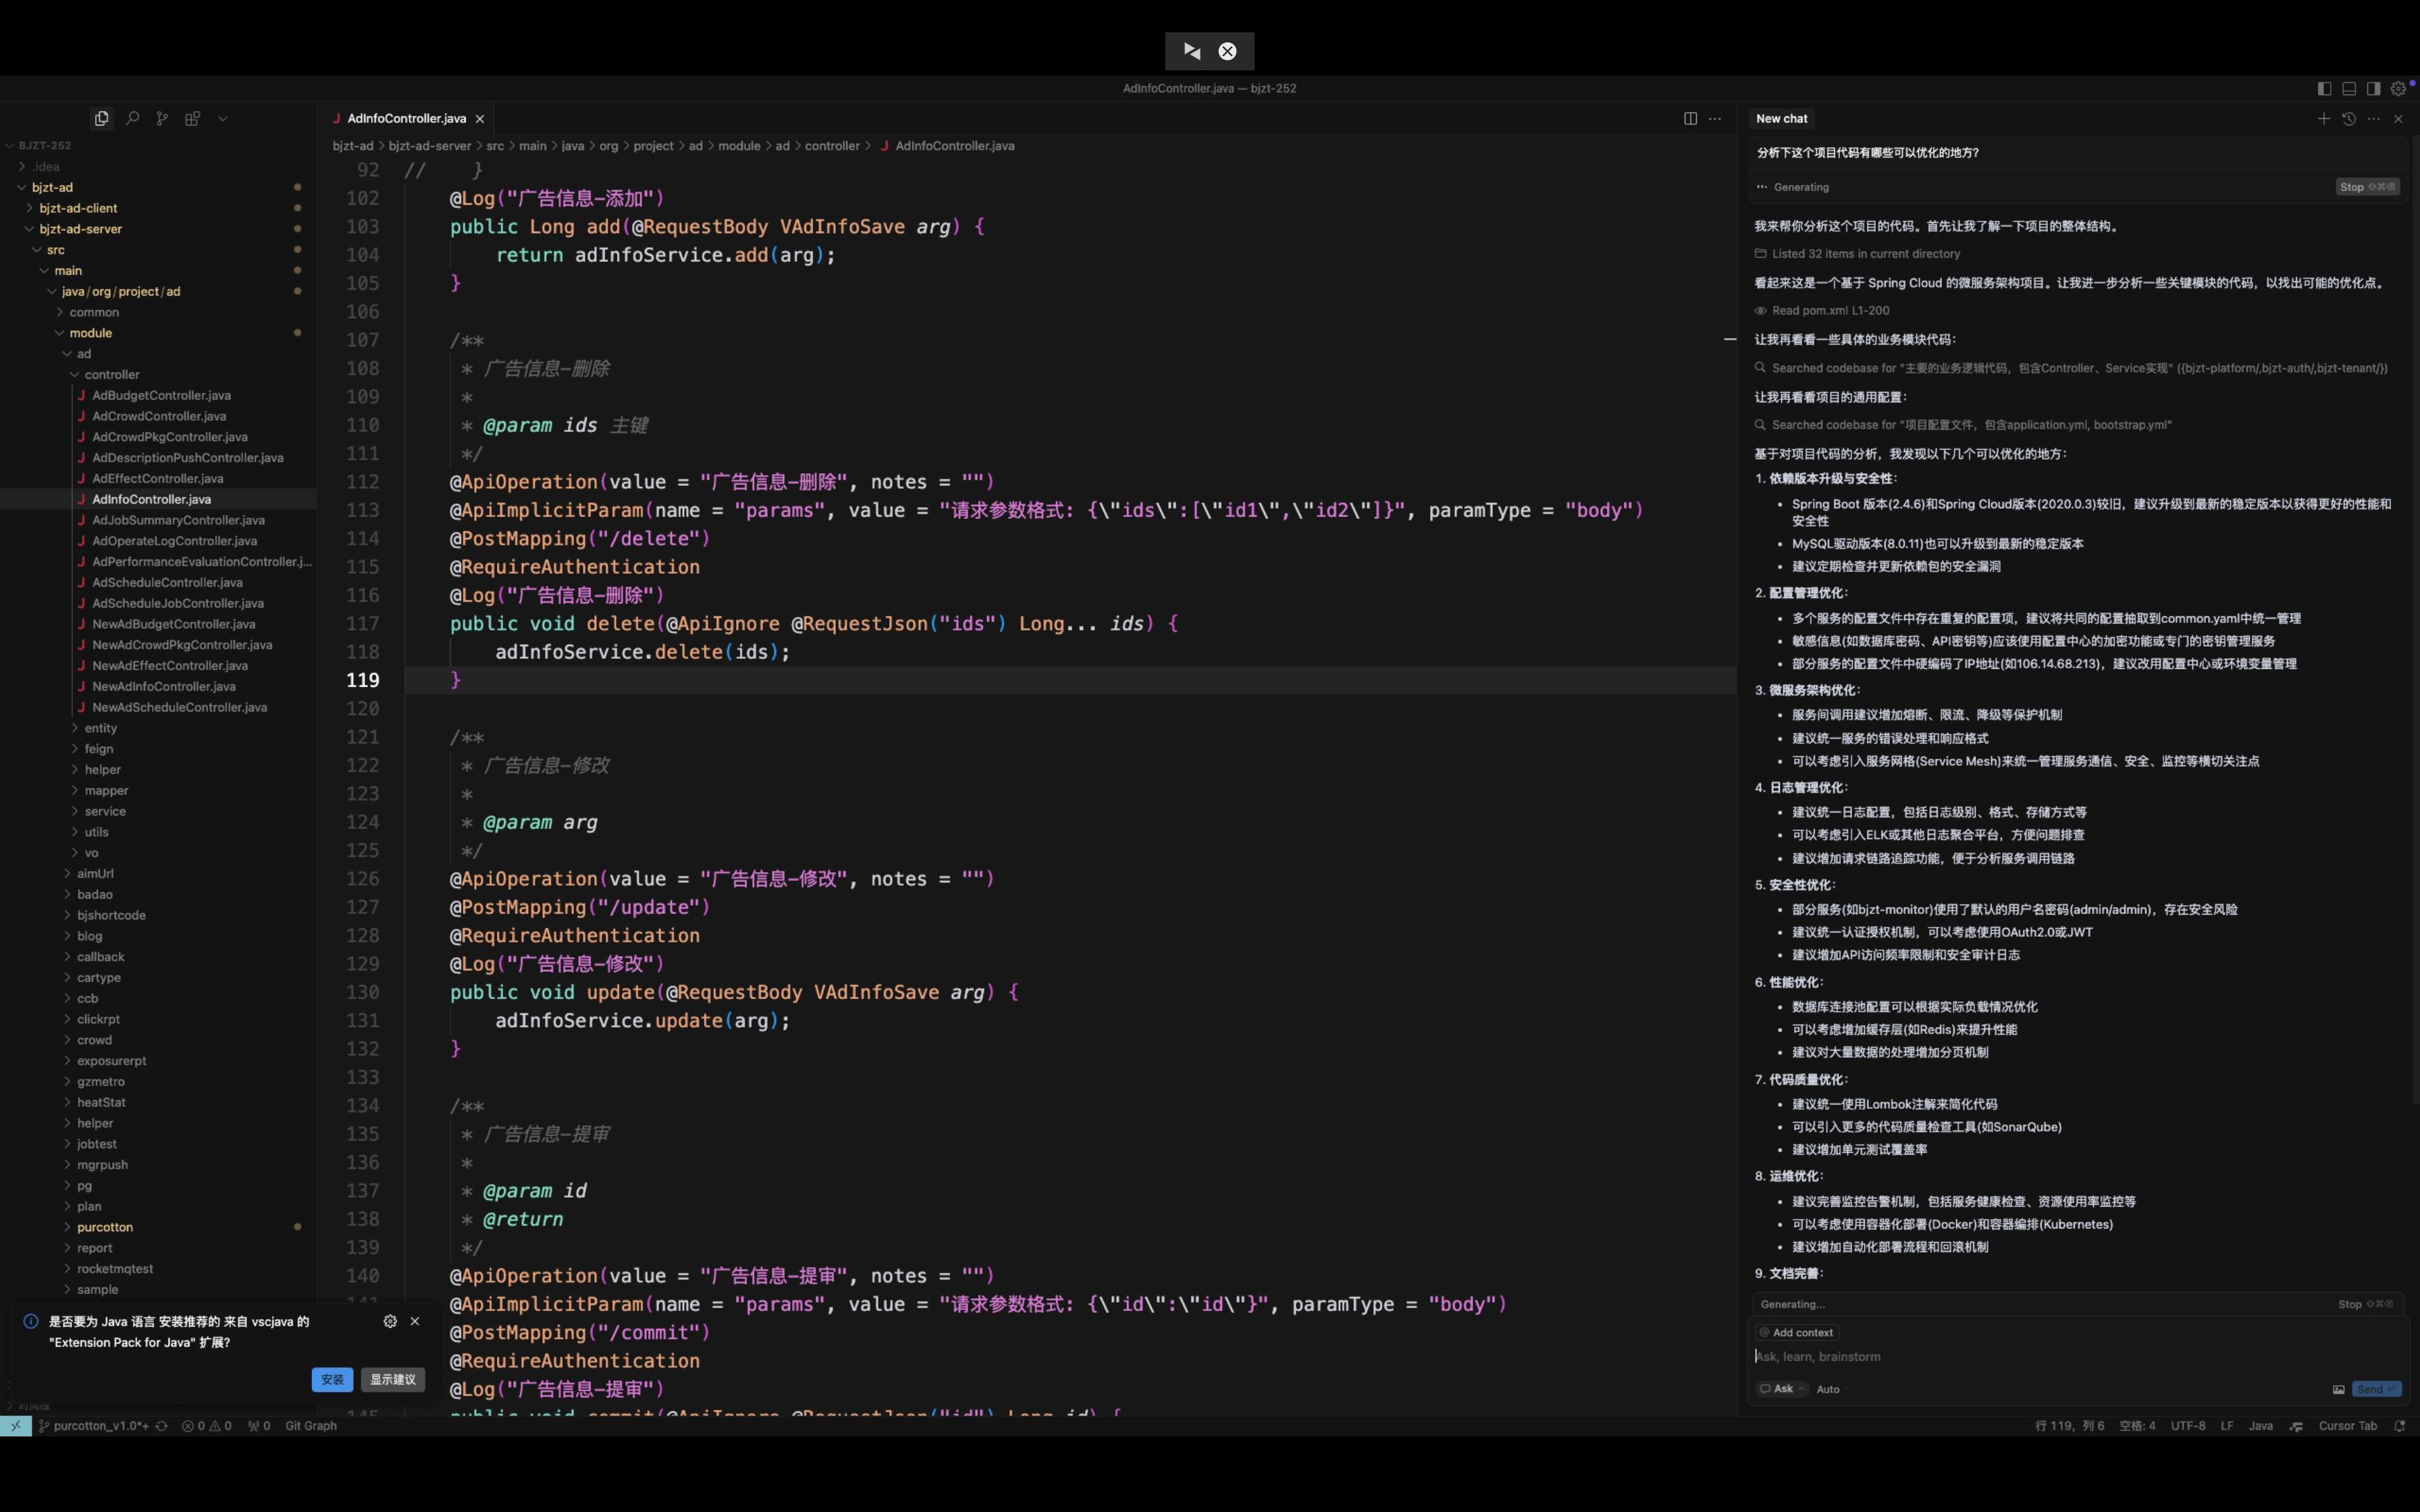 AdInfoController.java — bjzt-252
BJZT-252
.idea
bjzt-ad
bjzt-ad-client
bjzt-ad-server
src
main
java/org/project/ad
common
module
ad
controller
AdBudgetController.java
AdCrowdController.java
AdCrowdPkgController.java
AdDescriptionPushController.java
AdEffectController.java
AdInfoController.java
AdJobSummaryController.java
AdOperateLogController.java
AdPerformanceEvaluationController.j...
AdScheduleController.java
AdScheduleJobController.java
NewAdBudgetController.java
NewAdCrowdPkgController.java
NewAdEffectController.java
NewAdInfoController.java
NewAdScheduleController.java
entity
feign
helper
mapper
service
utils
vo
aimUrl
badao
bjshortcode
blog
callback
cartype
ccb
clickrpt
crowd
exposurerpt
gzmetro
heatStat
helper
jobtest
mgrpush
pg
plan
purcotton
report
rocketmqtest
sample
是否要为 Java 语言 安装推荐的 来自 vscjava 的
"Extension Pack for Java" 扩展?
安装 显示建议
AdInfoController.java
bjzt-ad > bjzt-ad-server > src > main > java > org > project > ad > module > ad > controller > AdInfoController.java
92 // }
102 @Log("广告信息-添加")
103 public Long add(@RequestBody VAdInfoSave arg) {
104 return adInfoService.add(arg);
105 }
106
107 /**
108 * 广告信息-删除
109 *
110 * @param ids 主键
111 */
112 @ApiOperation(value = "广告信息-删除", notes = "")
113 @ApiImplicitParam(name = "params", value = "请求参数格式: {\"ids\":[\"id1\",\"id2\"]}", paramType = "body")
114 @PostMapping("/delete")
115 @RequireAuthentication
116 @Log("广告信息-删除")
117 public void delete(@ApiIgnore @RequestJson("ids") Long... ids) {
118 adInfoService.delete(ids);
119 }
120
121 /**
122 * 广告信息-修改
123 *
124 * @param arg
125 */
126 @ApiOperation(value = "广告信息-修改", notes = "")
127 @PostMapping("/update")
128 @RequireAuthentication
129 @Log("广告信息-修改")
130 public void update(@RequestBody VAdInfoSave arg) {
131 adInfoService.update(arg);
132 }
133
134 /**
135 * 广告信息-提审
136 *
137 * @param id
138 * @return
139 */
140 @ApiOperation(value = "广告信息-提审", notes = "")
141 @ApiImplicitParam(name = "params", value = "请求参数格式: {\"id\":\"id\"}", paramType = "body")
@PostMapping("/commit")
@RequireAuthentication
@Log("广告信息-提审")
145 public void commit(@ApiIgnore @RequestJson("id") Long id) {
New chat
分析下这个项目代码有哪些可以优化的地方?
Generating Stop
我来帮你分析这个项目的代码。首先让我了解一下项目的整体结构。
Listed 32 items in current directory
看起来这是一个基于 Spring Cloud 的微服务架构项目。让我进一步分析一些关键模块的代码，以找出可能的优化点。
Read pom.xml L1-200
让我再看看一些具体的业务模块代码:
Searched codebase for "主要的业务逻辑代码，包含Controller、Service实现" ({bjzt-platform/,bjzt-auth/,bjzt-tenant/})
让我再看看项目的通用配置:
Searched codebase for "项目配置文件，包含application.yml, bootstrap.yml"
基于对项目代码的分析，我发现以下几个可以优化的地方:
1. 依赖版本升级与安全性:
• Spring Boot 版本(2.4.6)和Spring Cloud版本(2020.0.3)较旧，建议升级到最新的稳定版本以获得更好的性能和
安全性
• MySQL驱动版本(8.0.11)也可以升级到最新的稳定版本
• 建议定期检查并更新依赖包的安全漏洞
2. 配置管理优化:
• 多个服务的配置文件中存在重复的配置项，建议将共同的配置抽取到common.yaml中统一管理
• 敏感信息(如数据库密码、API密钥等)应该使用配置中心的加密功能或专门的密钥管理服务
• 部分服务的配置文件中硬编码了IP地址(如106.14.68.213)，建议改用配置中心或环境变量管理
3. 微服务架构优化:
• 服务间调用建议增加熔断、限流、降级等保护机制
• 建议统一服务的错误处理和响应格式
• 可以考虑引入服务网格(Service Mesh)来统一管理服务通信、安全、监控等横切关注点
4. 日志管理优化:
• 建议统一日志配置，包括日志级别、格式、存储方式等
• 可以考虑引入ELK或其他日志聚合平台，方便问题排查
• 建议增加请求链路追踪功能，便于分析服务调用链路
5. 安全性优化:
• 部分服务(如bjzt-monitor)使用了默认的用户名密码(admin/admin)，存在安全风险
• 建议统一认证授权机制，可以考虑使用OAuth2.0或JWT
• 建议增加API访问频率限制和安全审计日志
6. 性能优化:
• 数据库连接池配置可以根据实际负载情况优化
• 可以考虑增加缓存层(如Redis)来提升性能
• 建议对大量数据的处理增加分页机制
7. 代码质量优化:
• 建议统一使用Lombok注解来简化代码
• 可以引入更多的代码质量检查工具(如SonarQube)
• 建议增加单元测试覆盖率
8. 运维优化:
• 建议完善监控告警机制，包括服务健康检查、资源使用率监控等
• 可以考虑使用容器化部署(Docker)和容器编排(Kubernetes)
• 建议增加自动化部署流程和回滚机制
9. 文档完善:
Generating... Stop
Add context
Ask, learn, brainstorm
Ask Auto Send
purcotton_v1.0*+ 0 0 0 Git Graph 行 119，列 6 空格: 4 UTF-8 LF Java Cursor Tab